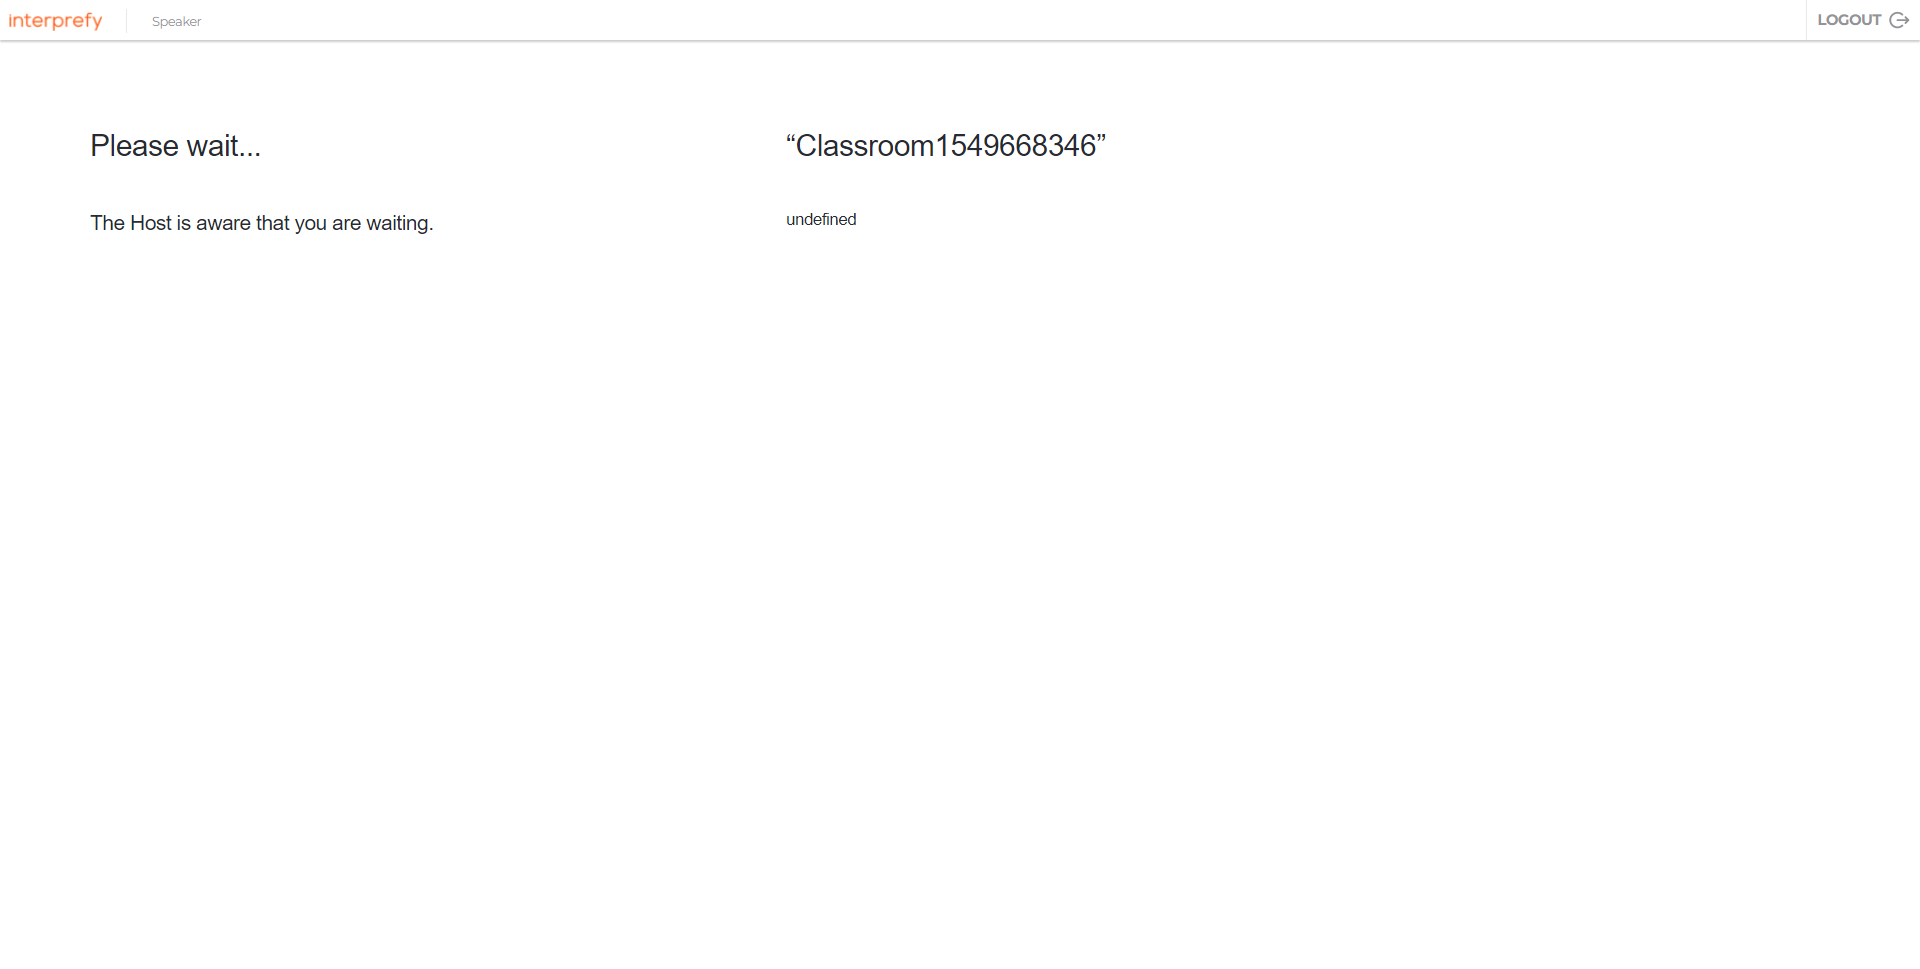 interprefy
Speaker
LOGOUT
Please wait...
“Classroom1549668346”
The Host is aware that you are waiting.
undefined